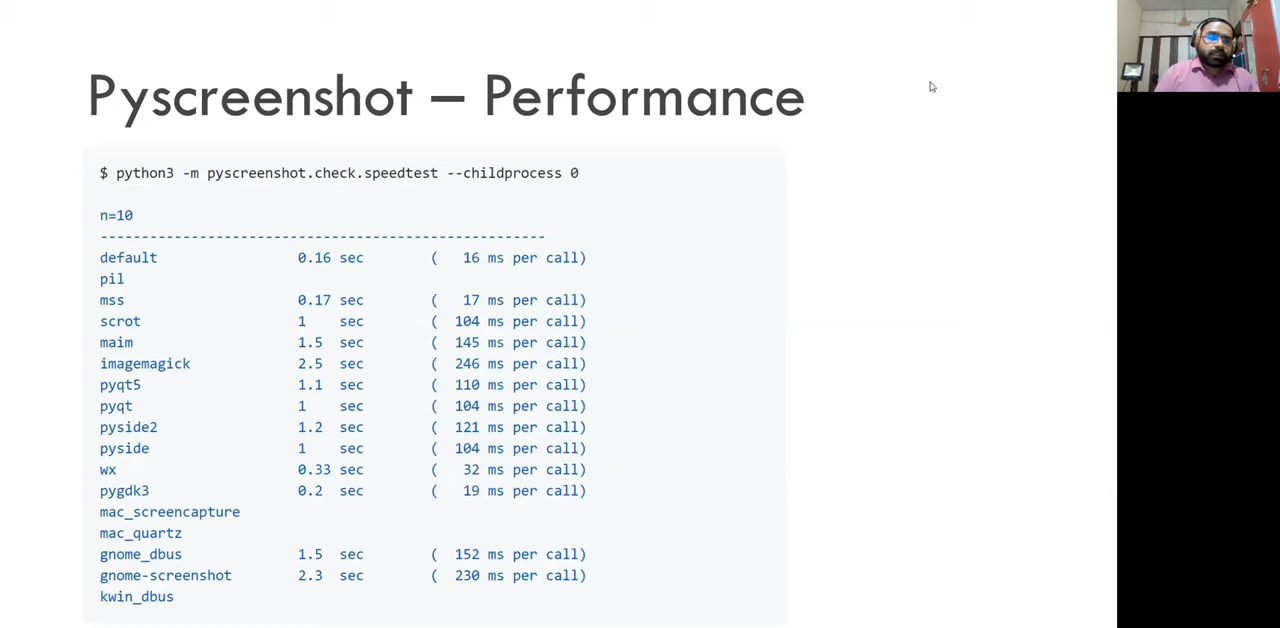 Pyscreenshot – Performance
$ python3 -m pyscreenshot.check.speedtest --childprocess 0
n=10
------------------------------------------------------
default 0.16 sec ( 16 ms per call)
pil
mss 0.17 sec ( 17 ms per call)
scrot 1 sec ( 104 ms per call)
maim 1.5 sec ( 145 ms per call)
imagemagick 2.5 sec ( 246 ms per call)
pyqt5 1.1 sec ( 110 ms per call)
pyqt 1 sec ( 104 ms per call)
pyside2 1.2 sec ( 121 ms per call)
pyside 1 sec ( 104 ms per call)
wx 0.33 sec ( 32 ms per call)
pygdk3 0.2 sec ( 19 ms per call)
mac_screencapture
mac_quartz
gnome_dbus 1.5 sec ( 152 ms per call)
gnome-screenshot 2.3 sec ( 230 ms per call)
kwin_dbus